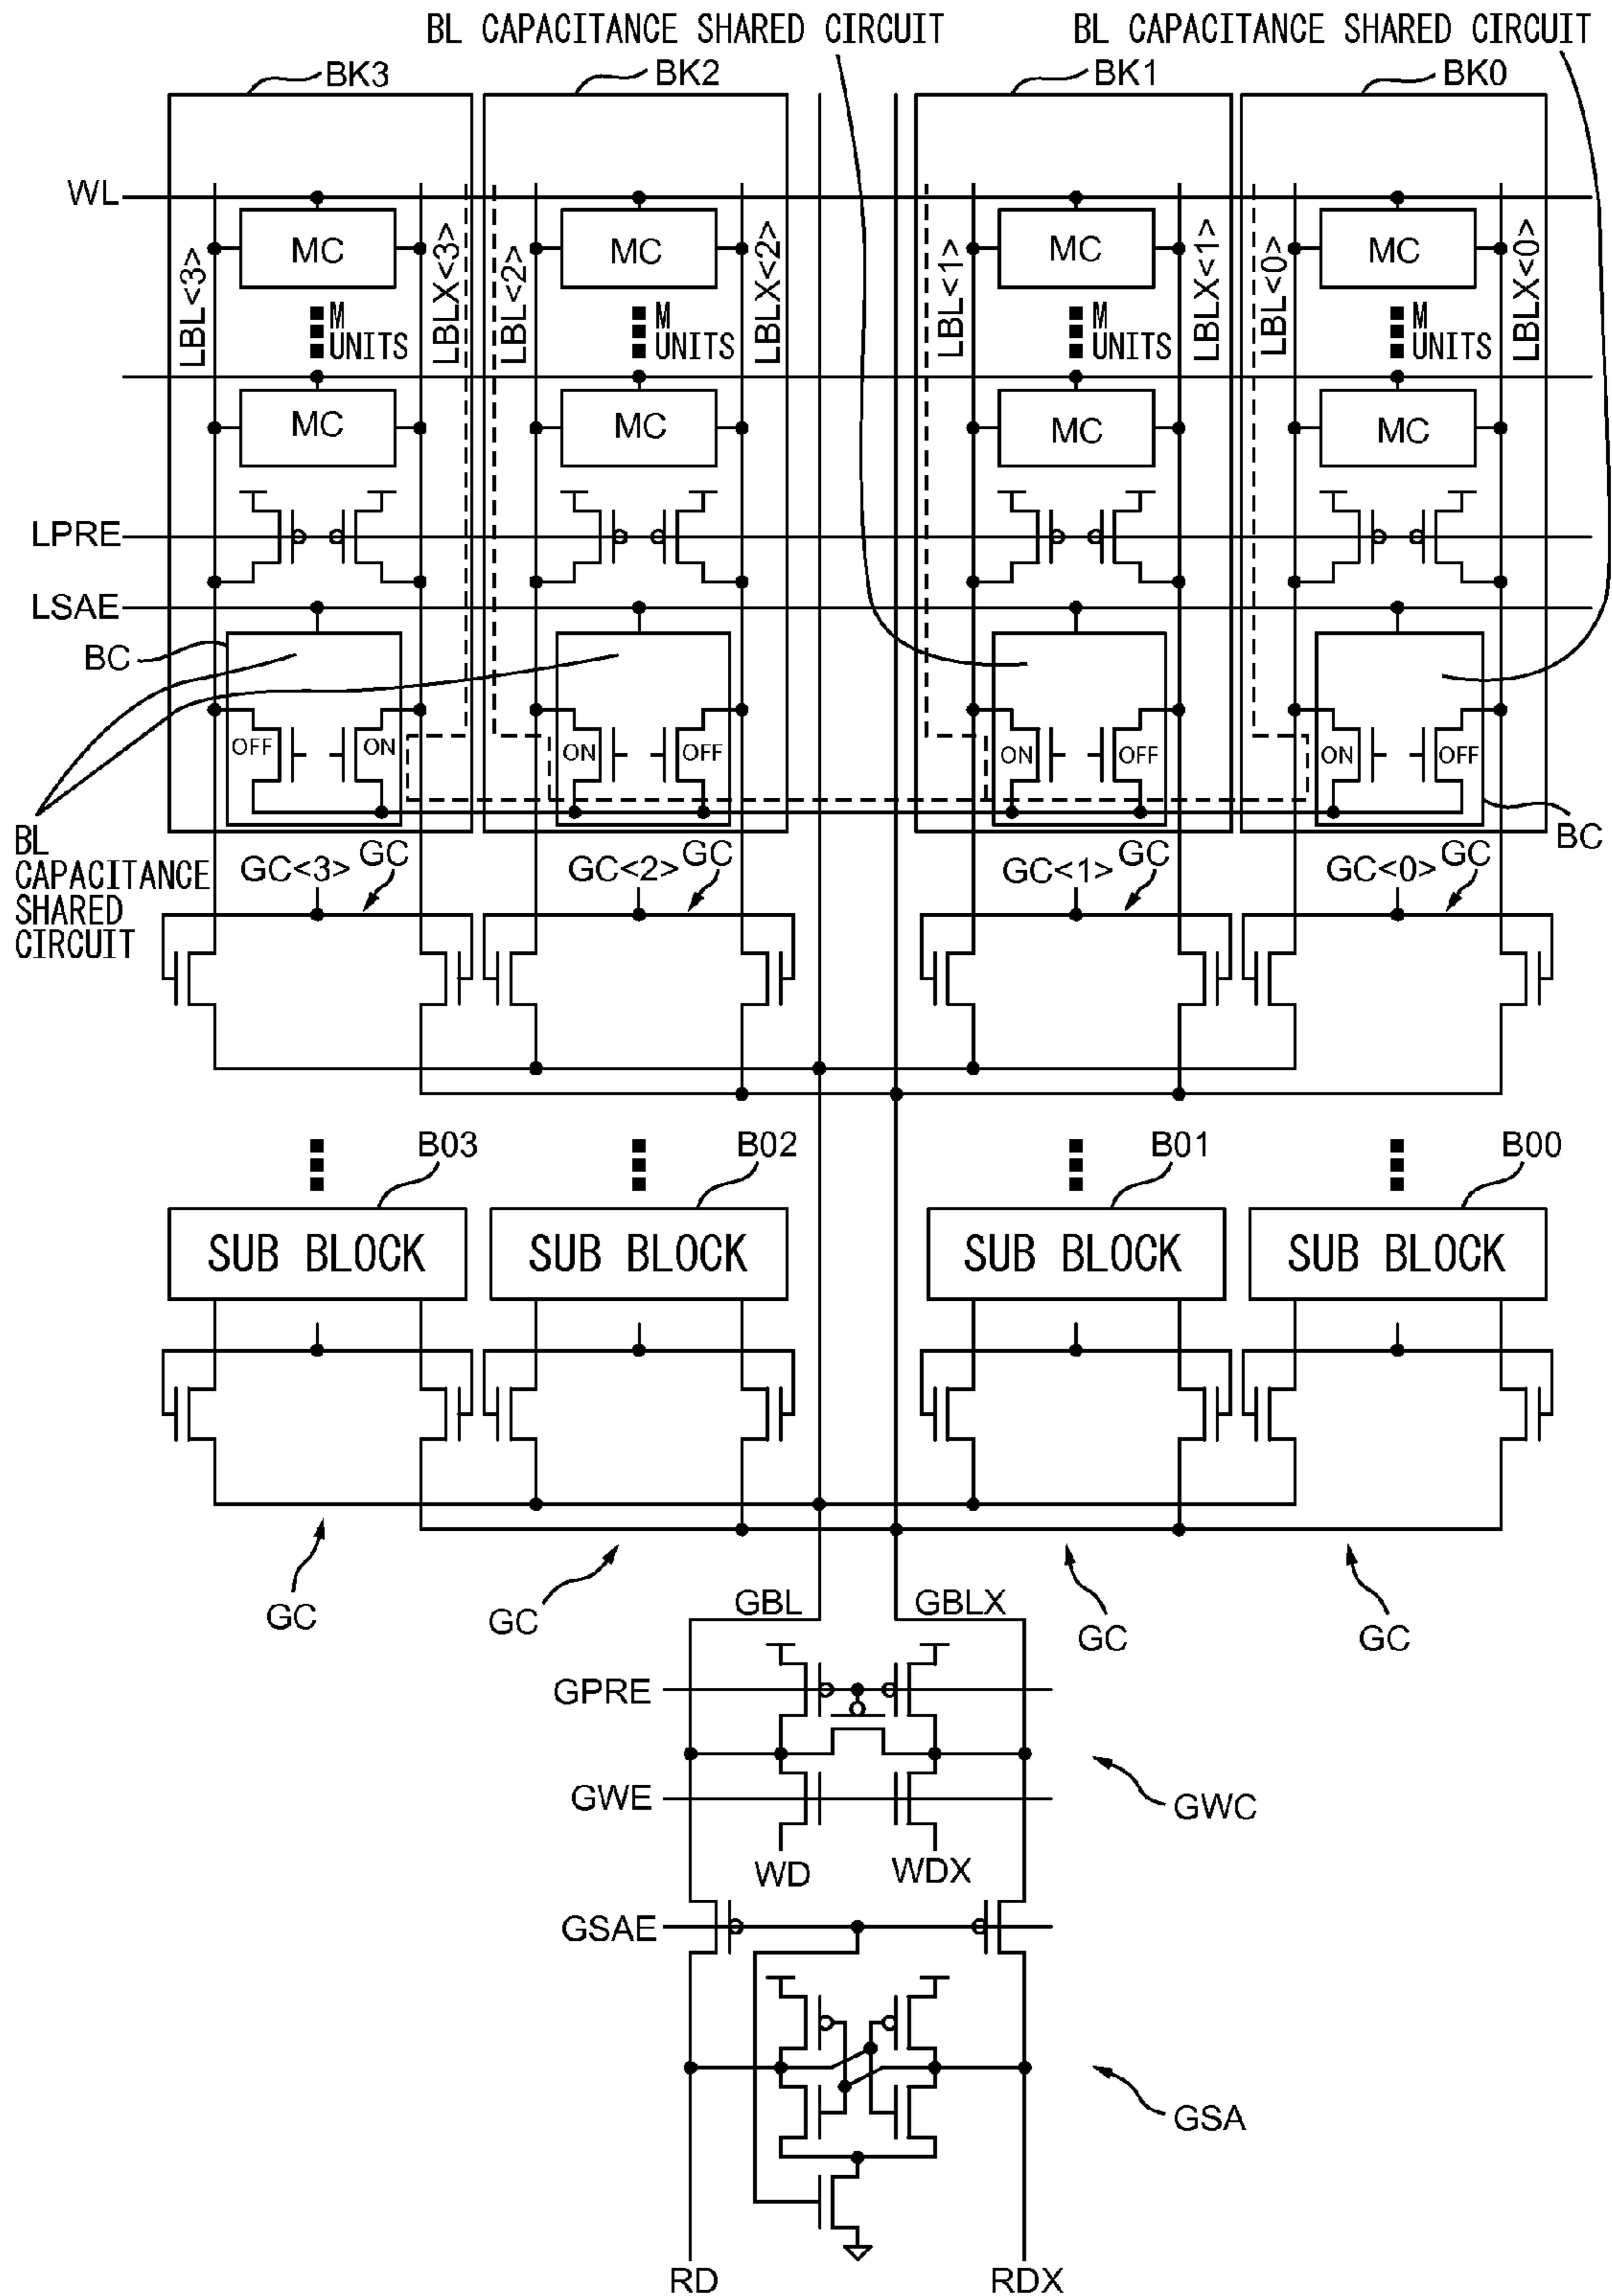 BL CAPACITANCE SHARED CIRCUIT
BL CAPACITANCE SHARED CIRCUIT
BK3
BK2
BK1
BK0
WL
MC
MC
MC
MC
LBL<3>
LBLX<3>
LBL<2>
LBLX<2>
LBL<1>
LBLX<1>
LBL<0>
LBLX<0>
M
UNITS
M
UNITS
M
UNITS
M
UNITS
MC
MC
MC
MC
LPRE
LSAE
BC
OFF
ON
ON
OFF
ON
OFF
ON
OFF
BL
CAPACITANCE
SHARED
CIRCUIT
BC
GC<3>
GC
GC<2>
GC
GC<1>
GC
GC<0>
GC
B03
B02
B01
B00
SUB BLOCK
SUB BLOCK
SUB BLOCK
SUB BLOCK
GC
GC
GC
GC
GBL
GBLX
GPRE
GWE
GWC
WD
WDX
GSAE
GSA
RD
RDX